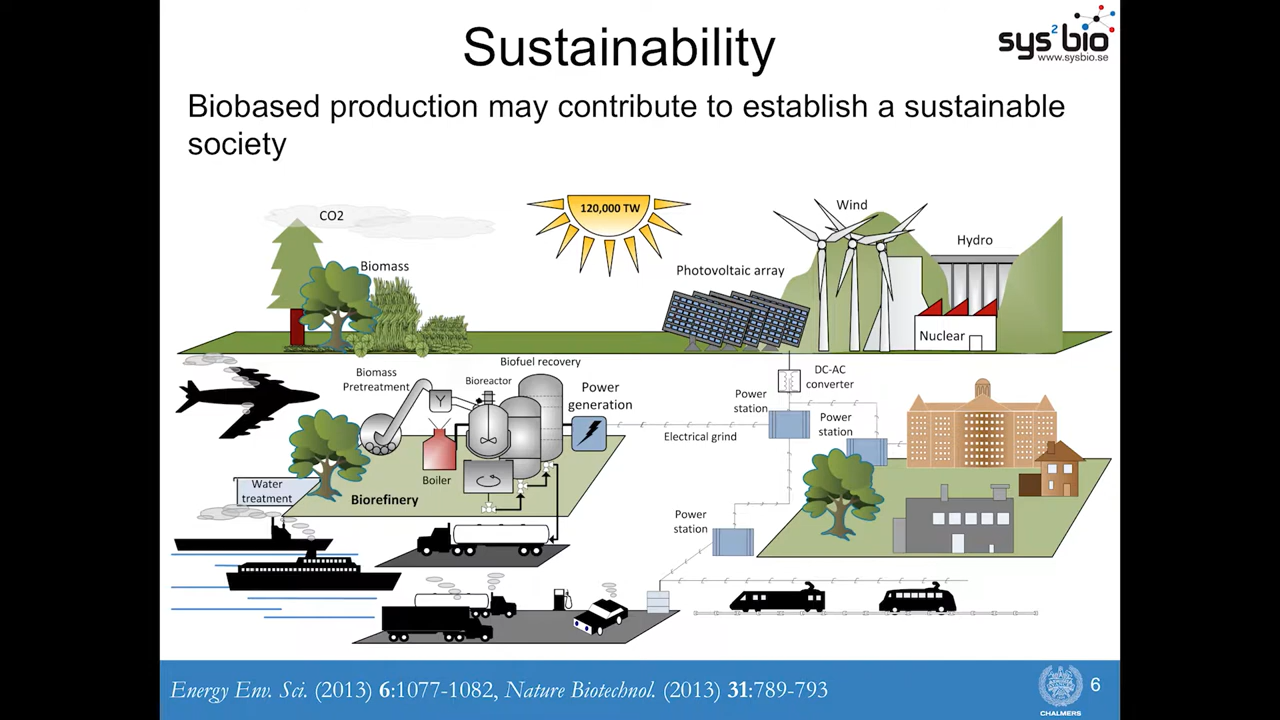 Sustainability
sys2bio
www.sysbio.se
Biobased production may contribute to establish a sustainable
society
CO2
120,000 TW
Wind
Hydro
Biomass
Photovoltaic array
Nuclear
Biofuel recovery
Biomass
Pretreatment
Bioreactor
Power
generation
DC-AC
converter
Power
station
Power
station
Electrical grind
Boiler
Water
treatment
Biorefinery
Power
station
Energy Env. Sci. (2013) 6:1077-1082, Nature Biotechnol. (2013) 31:789-793
CHALMERS
6